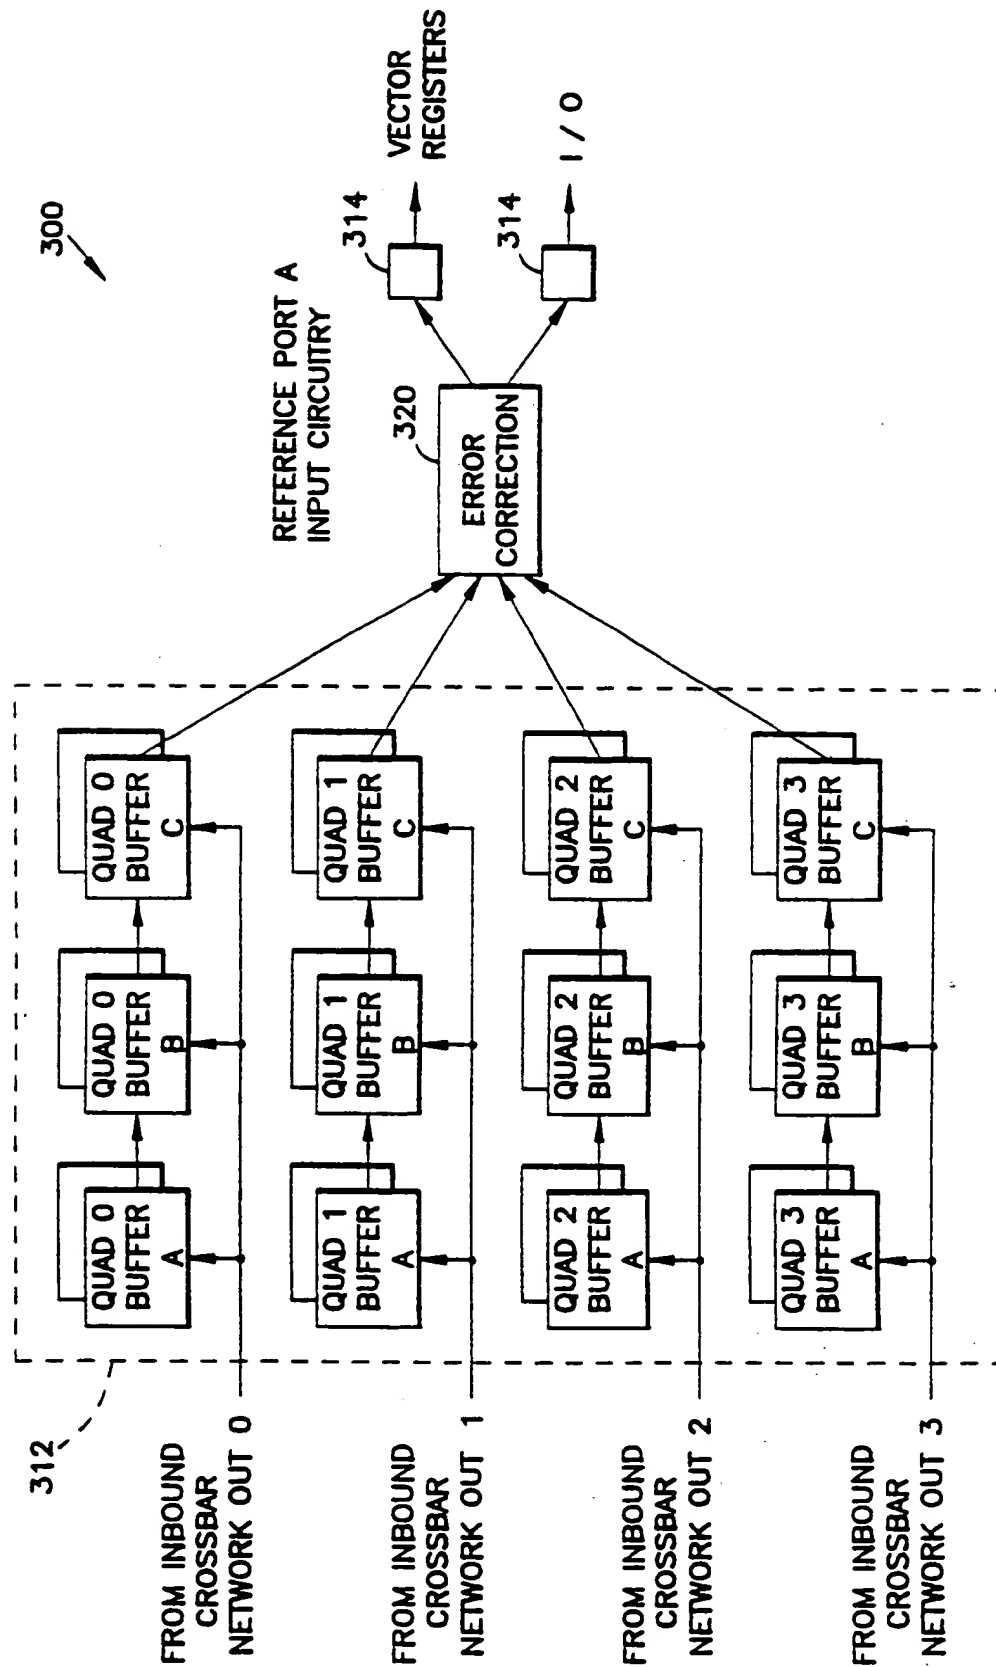 300
REFERENCE PORT A
INPUT CIRCUITRY
312
FROM INBOUND
CROSSBAR
NETWORK OUT 0
QUAD 0
BUFFER
A
QUAD 0
BUFFER
B
QUAD 0
BUFFER
C
FROM INBOUND
CROSSBAR
NETWORK OUT 1
QUAD 1
BUFFER
A
QUAD 1
BUFFER
B
QUAD 1
BUFFER
C
FROM INBOUND
CROSSBAR
NETWORK OUT 2
QUAD 2
BUFFER
A
QUAD 2
BUFFER
B
QUAD 2
BUFFER
C
FROM INBOUND
CROSSBAR
NETWORK OUT 3
QUAD 3
BUFFER
A
QUAD 3
BUFFER
B
QUAD 3
BUFFER
C
320
ERROR
CORRECTION
314
VECTOR
REGISTERS
314
I / O